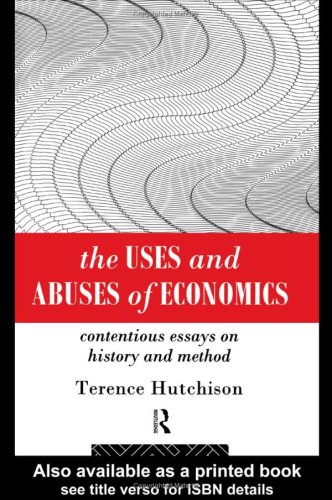 the USES and
ABUSES of ECONOMICS
contentious essays on
history and method
Terence Hutchison
R
Also available as a printed book
see title verso for ISBN details